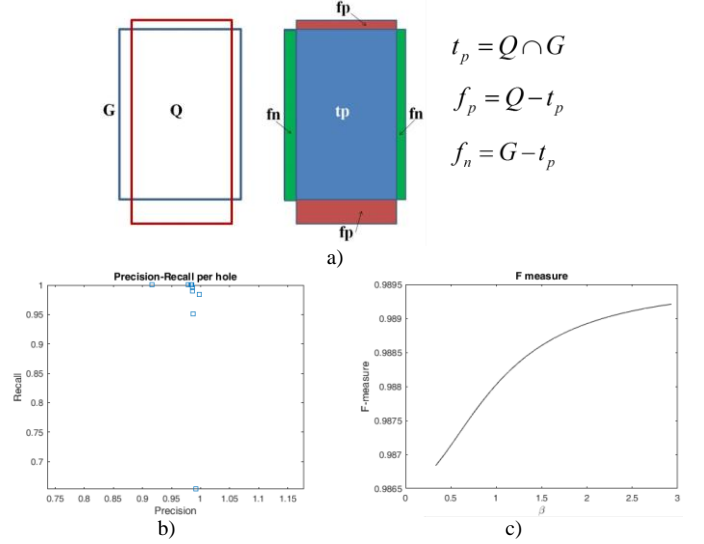 fp
G
Q
fn
tp
fn
fp
t_p = Q ∩ G
f_p = Q − t_p
f_n = G − t_p
a)
Precision-Recall per hole
1
0.95
0.9
0.85
0.8
0.75
0.7
Recall
0.75 0.8 0.85 0.9 0.95 1 1.05 1.1 1.15
Precision
b)
F measure
0.9895
0.989
0.9885
0.988
0.9875
0.987
0.9865
F-measure
0 0.5 1 1.5 2 2.5 3
β
c)